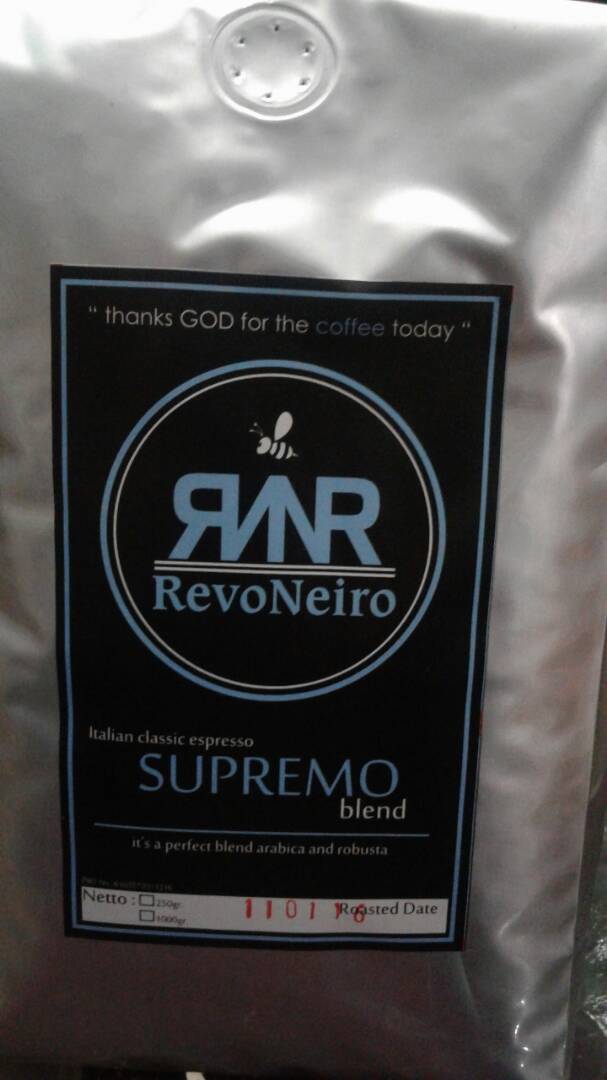 “ thanks GOD for the coffee today “
RNR
RevoNeiro
Italian classic espresso
SUPREMO
blend
it's a perfect blend arabica and robusta
Netto : 250gr.
1000gr.
Roasted Date